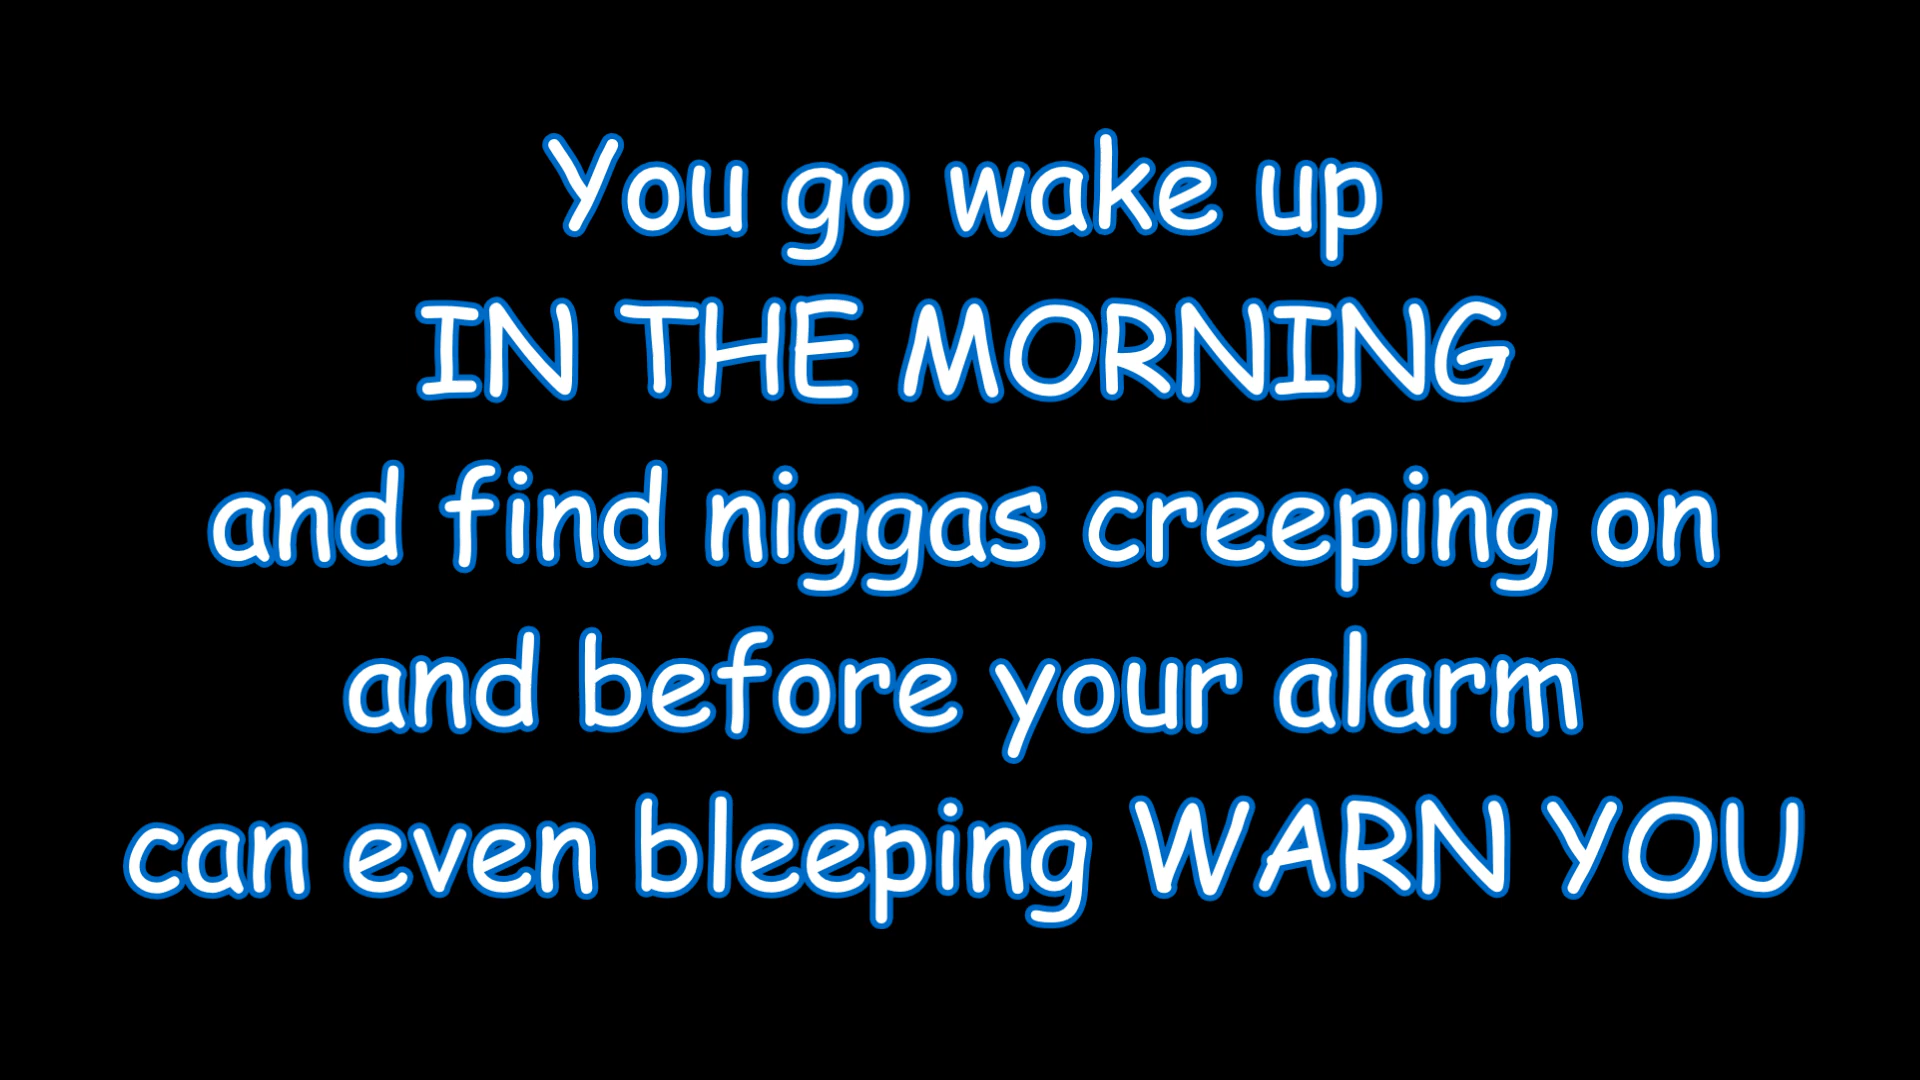 You go wake up
IN THE MORNING
and find niggas creeping on
and before your alarm
can even bleeping WARN YOU